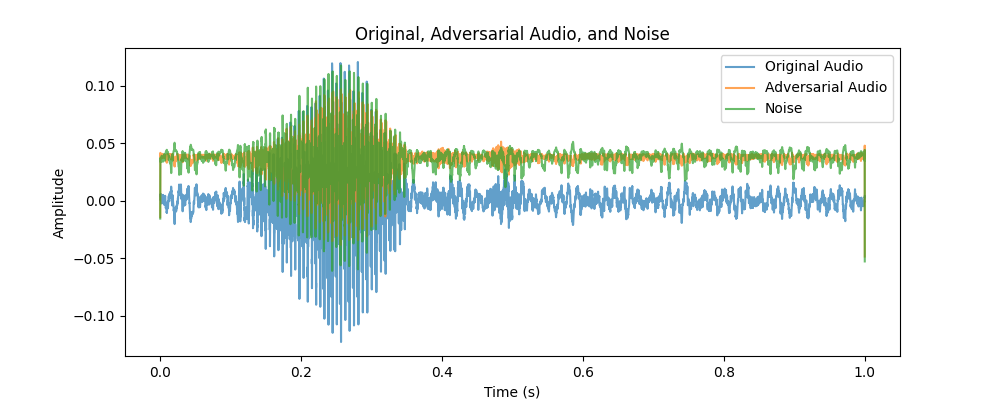 Original, Adversarial Audio, and Noise
Original Audio
Adversarial Audio
Noise
Amplitude
0.10
0.05
0.00
−0.05
−0.10
0.0 0.2 0.4 0.6 0.8 1.0
Time (s)